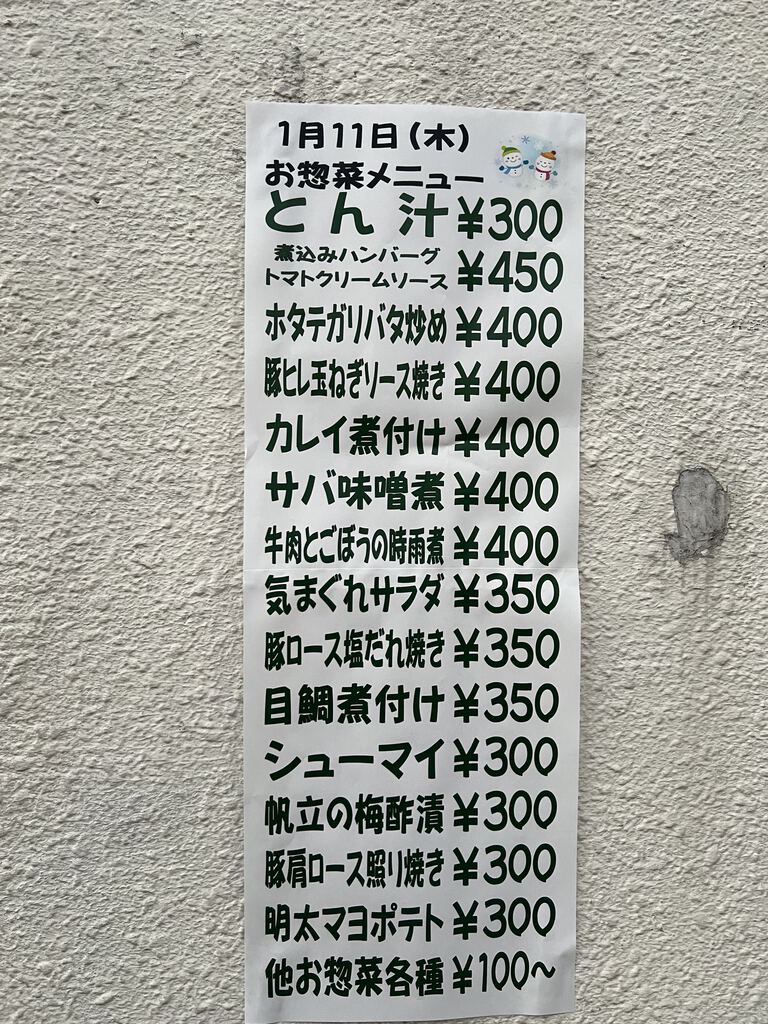 1月11日(木)
お惣菜メニュー
とん汁 ¥300
煮込みハンバーグ
トマトクリームソース ¥450
ホタテガリバタ炒め ¥400
豚ヒレ玉ねぎソース焼き ¥400
カレイ煮付け ¥400
サバ味噌煮 ¥400
牛肉とごぼうの時雨煮 ¥400
気まぐれサラダ ¥350
豚ロース塩だれ焼き ¥350
目鯛煮付け ¥350
シューマイ ¥300
帆立の梅酢漬 ¥300
豚肩ロース照り焼き ¥300
明太マヨポテト ¥300
他お惣菜各種 ¥100～